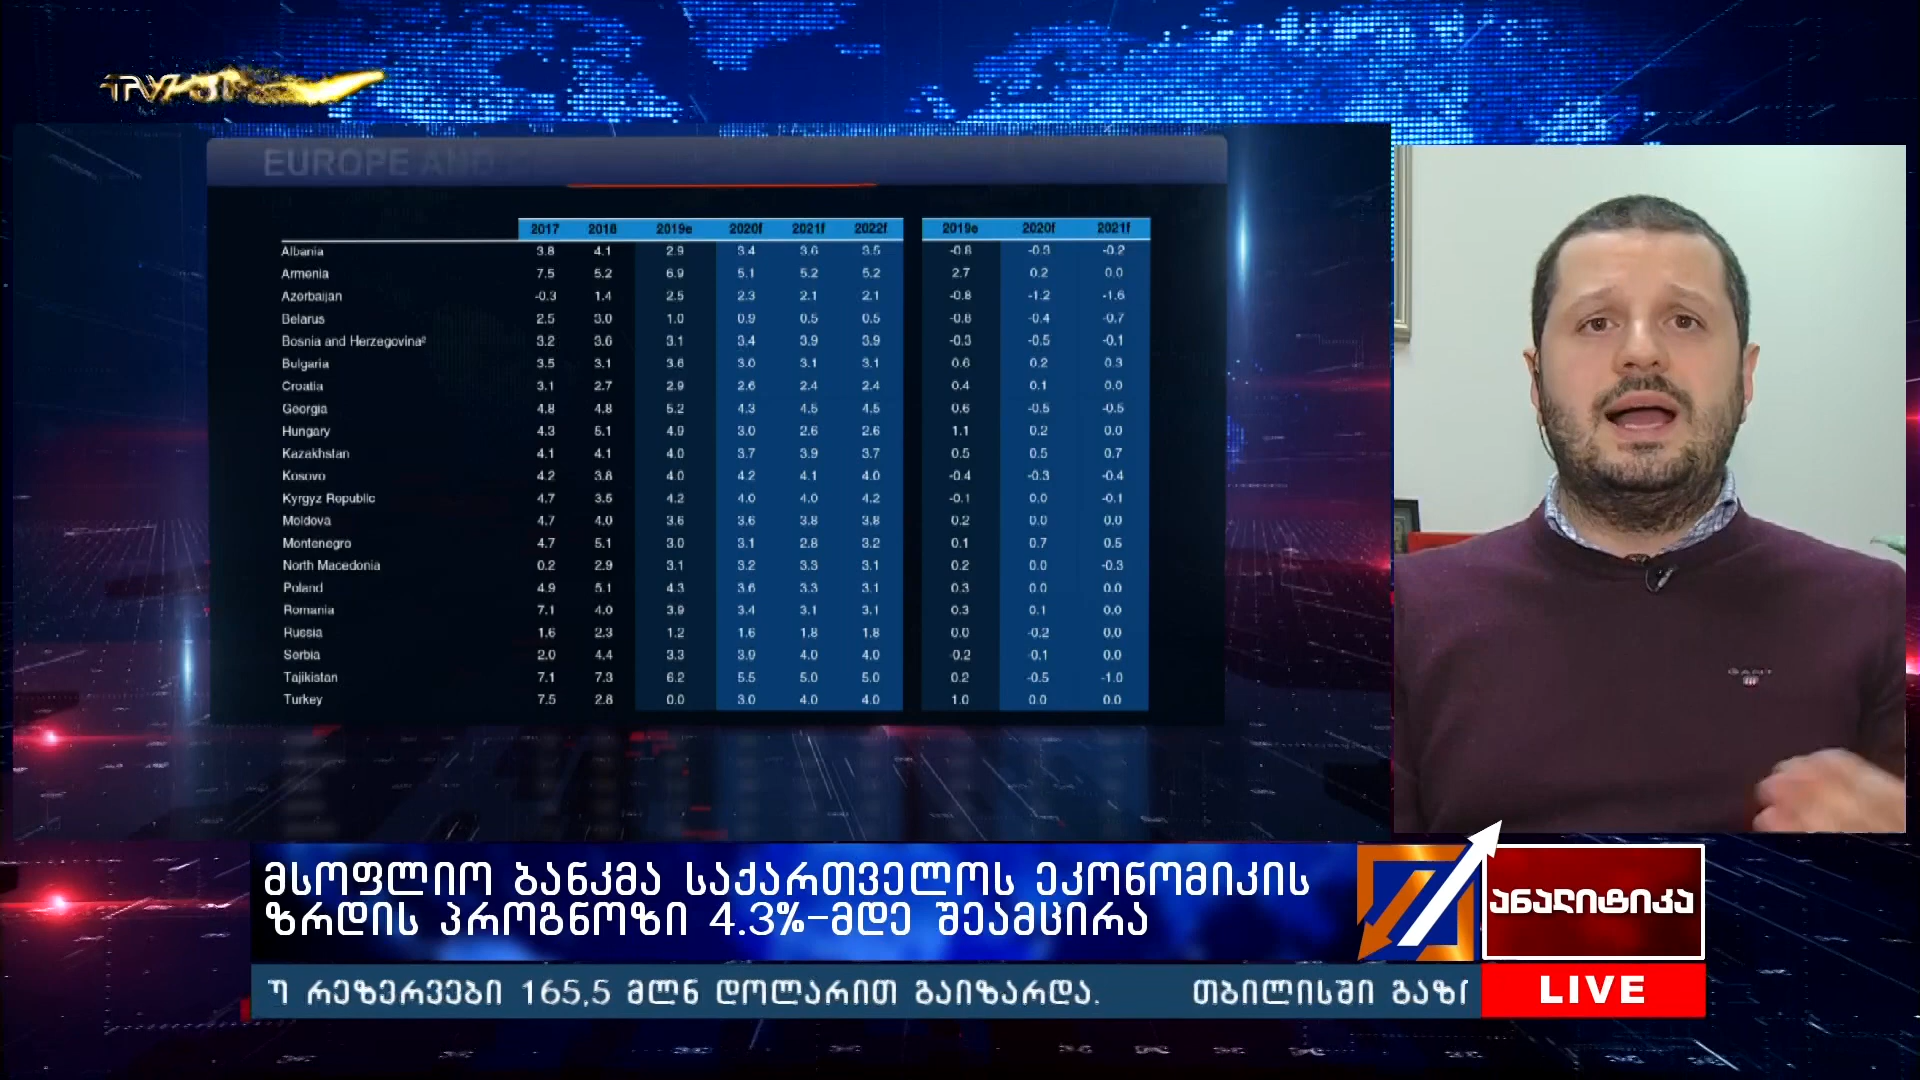 EUROPE AND
2017 2018 2019e 2020f 2021f 2022f 2019e 2020f 2021f
Albania 3.8 4.1 2.9 3.4 3.6 3.5 -0.8 -0.3 -0.2
Armenia 7.5 5.2 6.9 5.1 5.2 5.2 2.7 0.2 0.0
Azerbaijan -0.3 1.4 2.5 2.3 2.1 2.1 -0.8 -1.2 -1.6
Belarus 2.5 3.0 1.0 0.9 0.5 0.5 -0.8 -0.4 -0.7
Bosnia and Herzegovina² 3.2 3.6 3.1 3.4 3.9 3.9 -0.3 -0.5 -0.1
Bulgaria 3.5 3.1 3.6 3.0 3.1 3.1 0.6 0.2 0.3
Croatia 3.1 2.7 2.9 2.6 2.4 2.4 0.4 0.1 0.0
Georgia 4.8 4.8 5.2 4.3 4.5 4.5 0.6 -0.5 -0.5
Hungary 4.3 5.1 4.9 3.0 2.6 2.6 1.1 0.2 0.0
Kazakhstan 4.1 4.1 4.0 3.7 3.9 3.7 0.5 0.5 0.7
Kosovo 4.2 3.8 4.0 4.2 4.1 4.0 -0.4 -0.3 -0.4
Kyrgyz Republic 4.7 3.5 4.2 4.0 4.0 4.2 -0.1 0.0 -0.1
Moldova 4.7 4.0 3.6 3.6 3.8 3.8 0.2 0.0 0.0
Montenegro 4.7 5.1 3.0 3.1 2.8 3.2 0.1 0.7 0.5
North Macedonia 0.2 2.9 3.1 3.2 3.3 3.1 0.2 0.0 -0.3
Poland 4.9 5.1 4.3 3.6 3.3 3.1 0.3 0.0 0.0
Romania 7.1 4.0 3.9 3.4 3.1 3.1 0.3 0.1 0.0
Russia 1.6 2.3 1.2 1.6 1.8 1.8 0.0 -0.2 0.0
Serbia 2.0 4.4 3.3 3.9 4.0 4.0 -0.2 -0.1 0.0
Tajikistan 7.1 7.3 6.2 5.5 5.0 5.0 0.2 -0.5 -1.0
Turkey 7.5 2.8 0.0 3.0 4.0 4.0 1.0 0.0 0.0
GANT
მსოფლიო ბანკმა საქართველოს ეკონომიკის
ზრდის პროგნოზი 4.3%-მდე შეამცირა
ანალიტიკა
რეზერვები 165,5 მლნ დოლარით გაიზარდა. თბილისში გაზი
LIVE